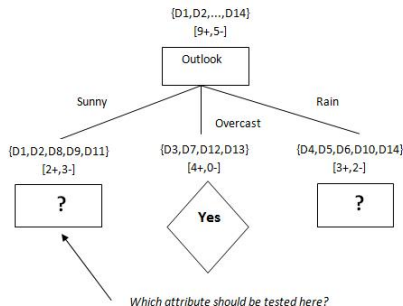 {D1,D2,...,D14}
[9+,5-]
Outlook
Sunny
Rain
Overcast
{D1,D2,D8,D9,D11}
[2+,3-]
{D3,D7,D12,D13}
[4+,0-]
{D4,D5,D6,D10,D14}
[3+,2-]
?
Yes
?
Which attribute should be tested here?